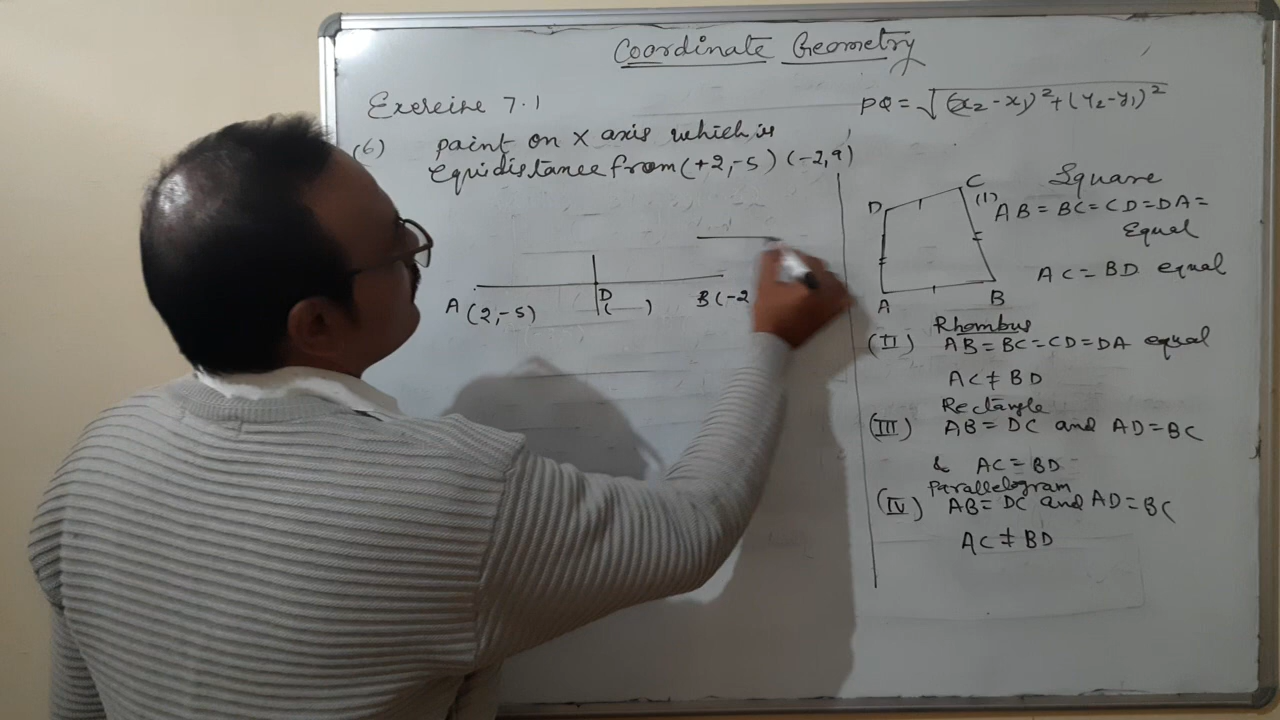 Coordinate Geometry
Exercise 7.1
(6) point on X axis which is
equidistance from (+2,-5) (-2,9)
A (2,-5)
D
( )
B(-2
PQ = √(x₂-x₁)²+(y₂-y₁)²
D
C
A
B
Square
(1) AB = BC = CD = DA =
Equal
AC = BD equal
Rhombus
(II) AB = BC = CD = DA equal
AC ≠ BD
Rectangle
(III) AB = DC and AD = BC
& AC = BD
Parallelogram
(IV) AB = DC and AD = BC
AC ≠ BD